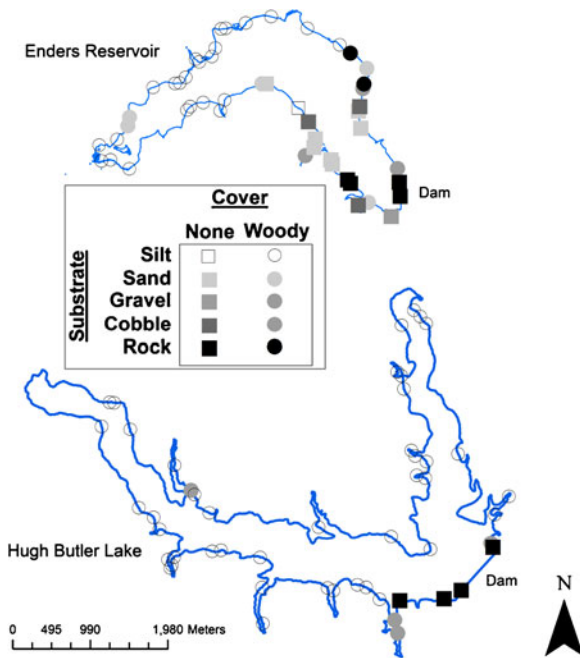 Enders Reservoir
Dam
Cover
None Woody
Substrate
Silt
Sand
Gravel
Cobble
Rock
Hugh Butler Lake
Dam
N
0 495 990 1,980 Meters